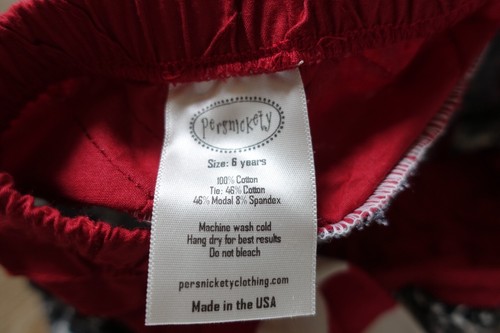 persnickety
Size: 6 years
100% Cotton
Tie: 46% Cotton
46% Modal 8% Spandex
Machine wash cold
Hang dry for best results
Do not bleach
persnicketyclothing.com
Made in the USA